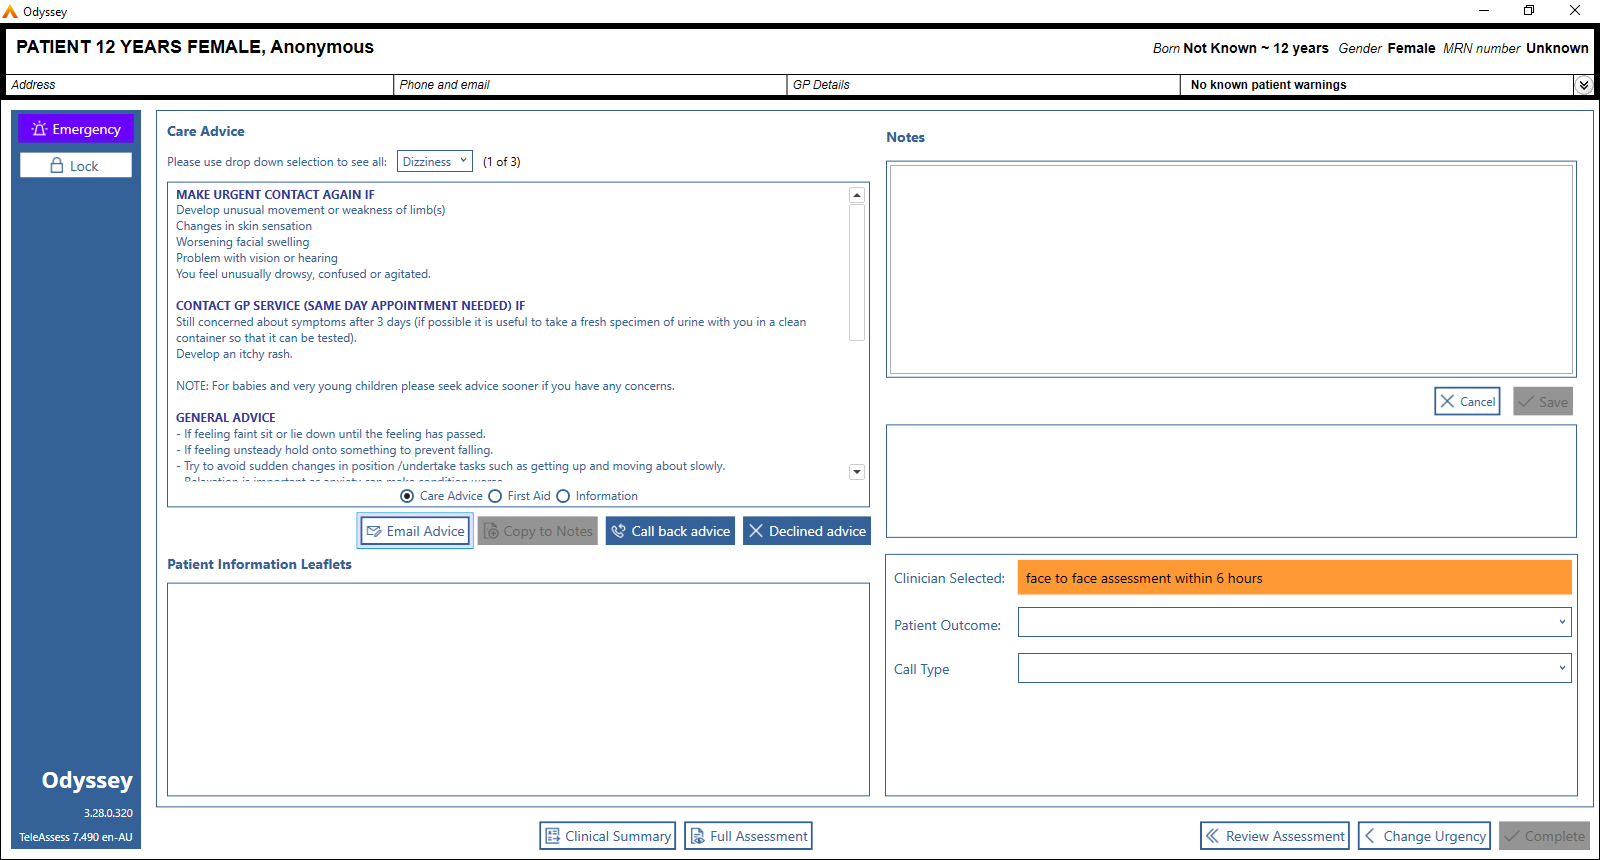 Odyssey
PATIENT 12 YEARS FEMALE, Anonymous
Born Not Known ~ 12 years Gender Female MRN number Unknown
Address
Phone and email
GP Details
No known patient warnings
Emergency
Lock
Odyssey
3.28.0.320
TeleAssess 7.490 en-AU
Care Advice
Please use drop down selection to see all: Dizziness (1 of 3)
MAKE URGENT CONTACT AGAIN IF
Develop unusual movement or weakness of limb(s)
Changes in skin sensation
Worsening facial swelling
Problem with vision or hearing
You feel unusually drowsy, confused or agitated.
CONTACT GP SERVICE (SAME DAY APPOINTMENT NEEDED) IF
Still concerned about symptoms after 3 days (if possible it is useful to take a fresh specimen of urine with you in a clean
container so that it can be tested).
Develop an itchy rash.
NOTE: For babies and very young children please seek advice sooner if you have any concerns.
GENERAL ADVICE
- If feeling faint sit or lie down until the feeling has passed.
- If feeling unsteady hold onto something to prevent falling.
- Try to avoid sudden changes in position /undertake tasks such as getting up and moving about slowly.
- Relaxation is important as anxiety can make condition worse
Care Advice First Aid Information
Email Advice Copy to Notes Call back advice Declined advice
Patient Information Leaflets
Notes
Cancel Save
Clinician Selected: face to face assessment within 6 hours
Patient Outcome:
Call Type
Clinical Summary Full Assessment Review Assessment Change Urgency Complete